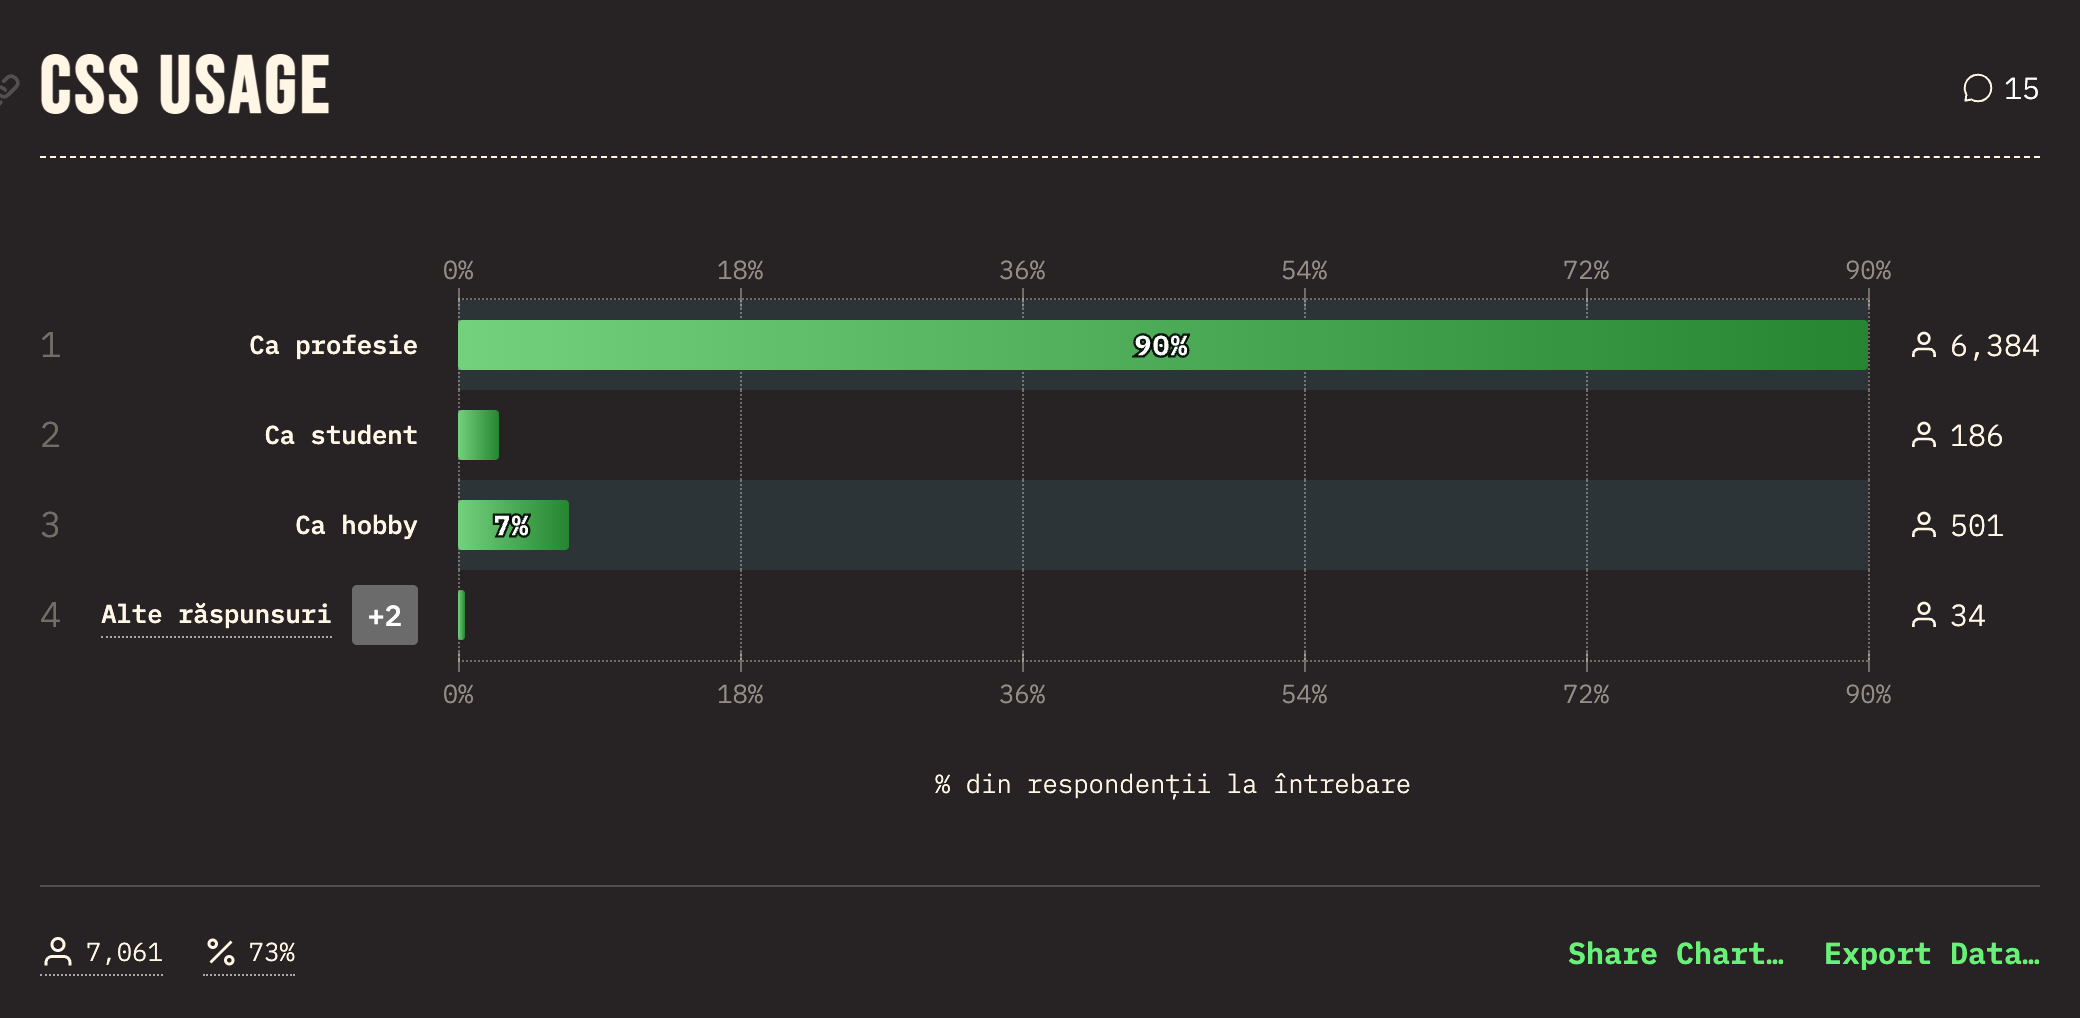 CSS USAGE
15
0% 18% 36% 54% 72% 90%
1 Ca profesie 90% 6,384
2 Ca student 186
3 Ca hobby 7% 501
4 Alte răspunsuri +2 34
0% 18% 36% 54% 72% 90%
% din respondenții la întrebare
7,061 % 73% Share Chart… Export Data…